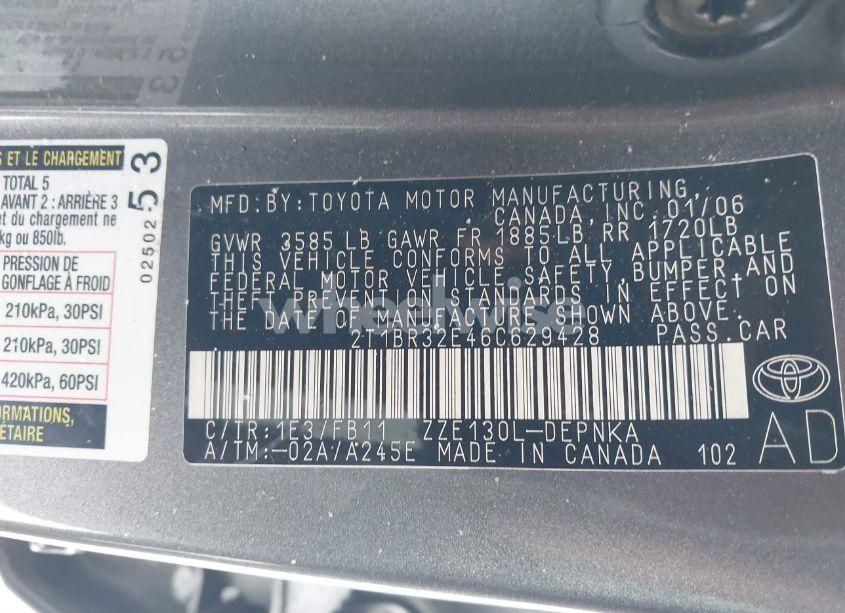 S ET LE CHARGEMENT
TOTAL 5
AVANT 2 : ARRIÈRE 3
et du chargement ne
kg ou 850lb.
PRESSION DE
GONFLAGE À FROID
210kPa, 30PSI
210kPa, 30PSI
420kPa, 60PSI
FORMATIONS,
ÉTAIRE
02502
53
MFD.BY:TOYOTA MOTOR MANUFACTURING,
CANADA, INC. 01/06
GVWR 3585 LB GAWR FR 1885LB, RR 1720LB
THIS VEHICLE CONFORMS TO ALL APPLICABLE
FEDERAL MOTOR VEHICLE SAFETY, BUMPER, AND
THEFT PREVENTION STANDARDS IN EFFECT ON
THE DATE OF MANUFACTURE SHOWN ABOVE.
2T1BR32E46C629428 PASS.CAR
C/TR:1E3/FB11 ZZE130L-DEPNKA
A/TM:-02A/A245E MADE IN CANADA 102
AD
wheelwise